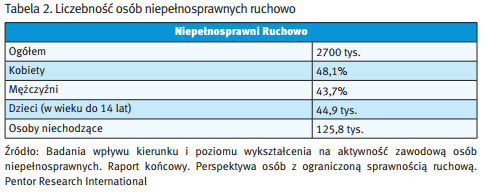 Tabela 2. Liczebność osób niepełnosprawnych ruchowo
Niepełnosprawni Ruchowo
Ogółem 2700 tys.
Kobiety 48,1%
Mężczyźni 43,7%
Dzieci (w wieku do 14 lat) 44,9 tys.
Osoby niechodzące 125,8 tys.
Źródło: Badania wpływu kierunku i poziomu wykształcenia na aktywność zawodową osób
niepełnosprawnych. Raport końcowy. Perspektywa osób z ograniczoną sprawnością ruchową.
Pentor Research International